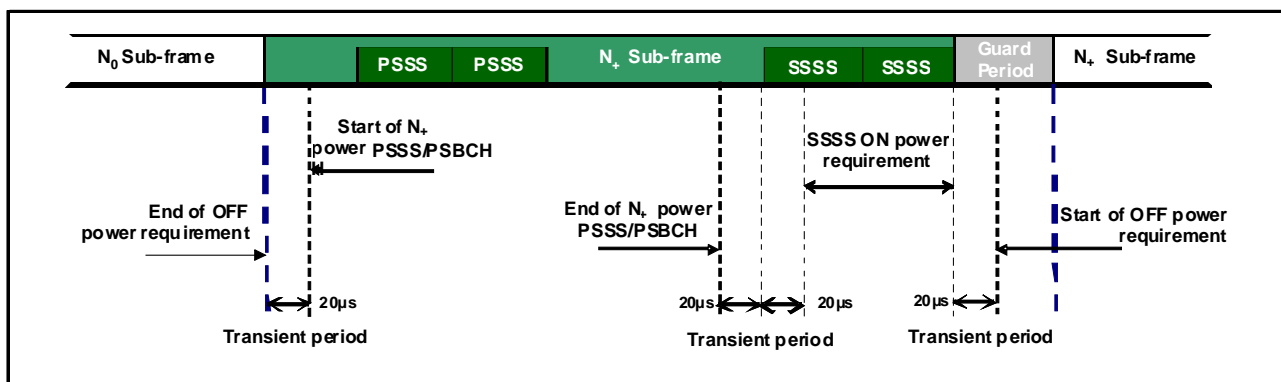 N₀ Sub-frame
PSSS
PSSS
N₊ Sub-frame
SSSS
SSSS
Guard
Period
N₊ Sub-frame
Start of N₊
power PSSS/PSBCH
SSSS ON power
requirement
End of OFF
power requirement
End of N₊ power
PSSS/PSBCH
Start of OFF power
requirement
20µs
20µs
20µs
20µs
Transient period
Transient period
Transient period